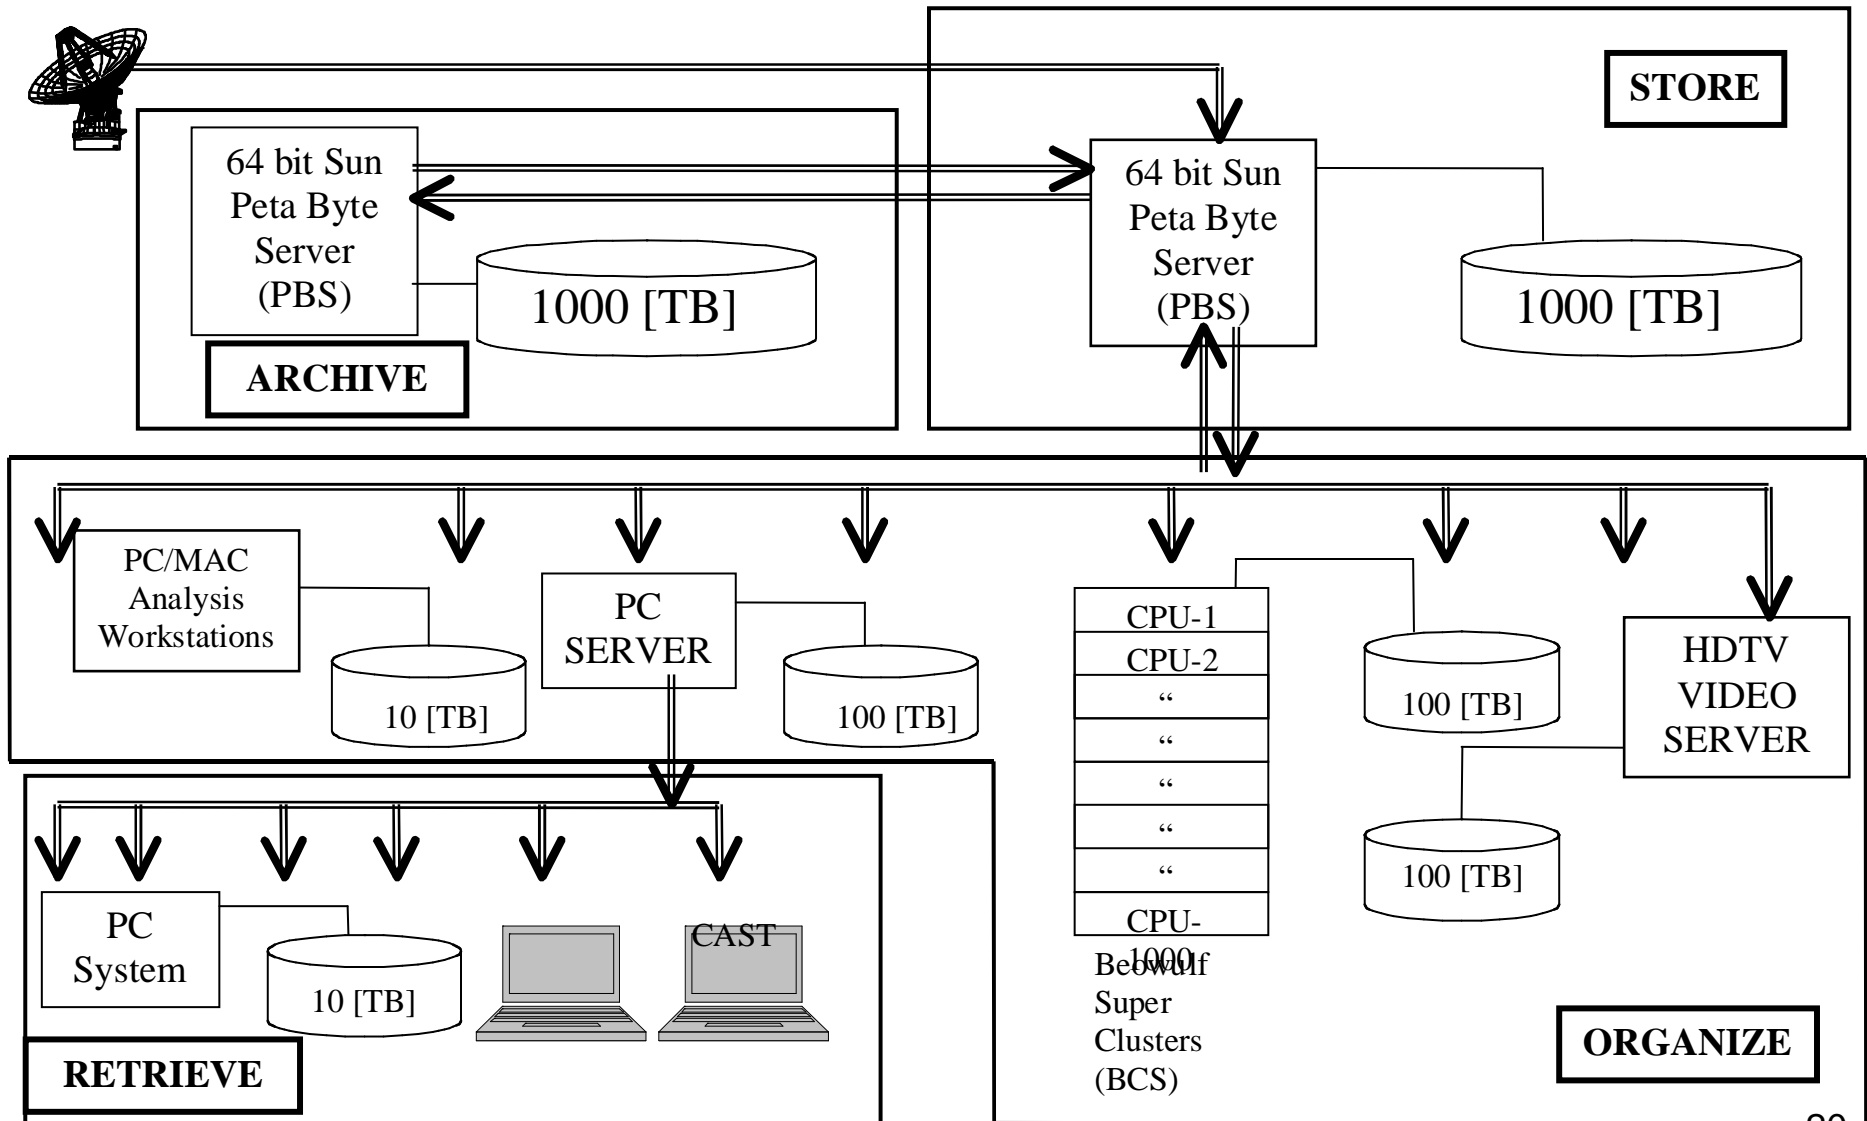 STORE
64 bit Sun
Peta Byte
Server
(PBS)
1000 [TB]
ARCHIVE
64 bit Sun
Peta Byte
Server
(PBS)
1000 [TB]
PC/MAC
Analysis
Workstations
10 [TB]
PC
SERVER
100 [TB]
CPU-1
CPU-2
“
“
“
“
“
CPU-
1000
Beowulf
Super
Clusters
(BCS)
100 [TB]
HDTV
VIDEO
SERVER
100 [TB]
ORGANIZE
PC
System
10 [TB]
CAST
RETRIEVE